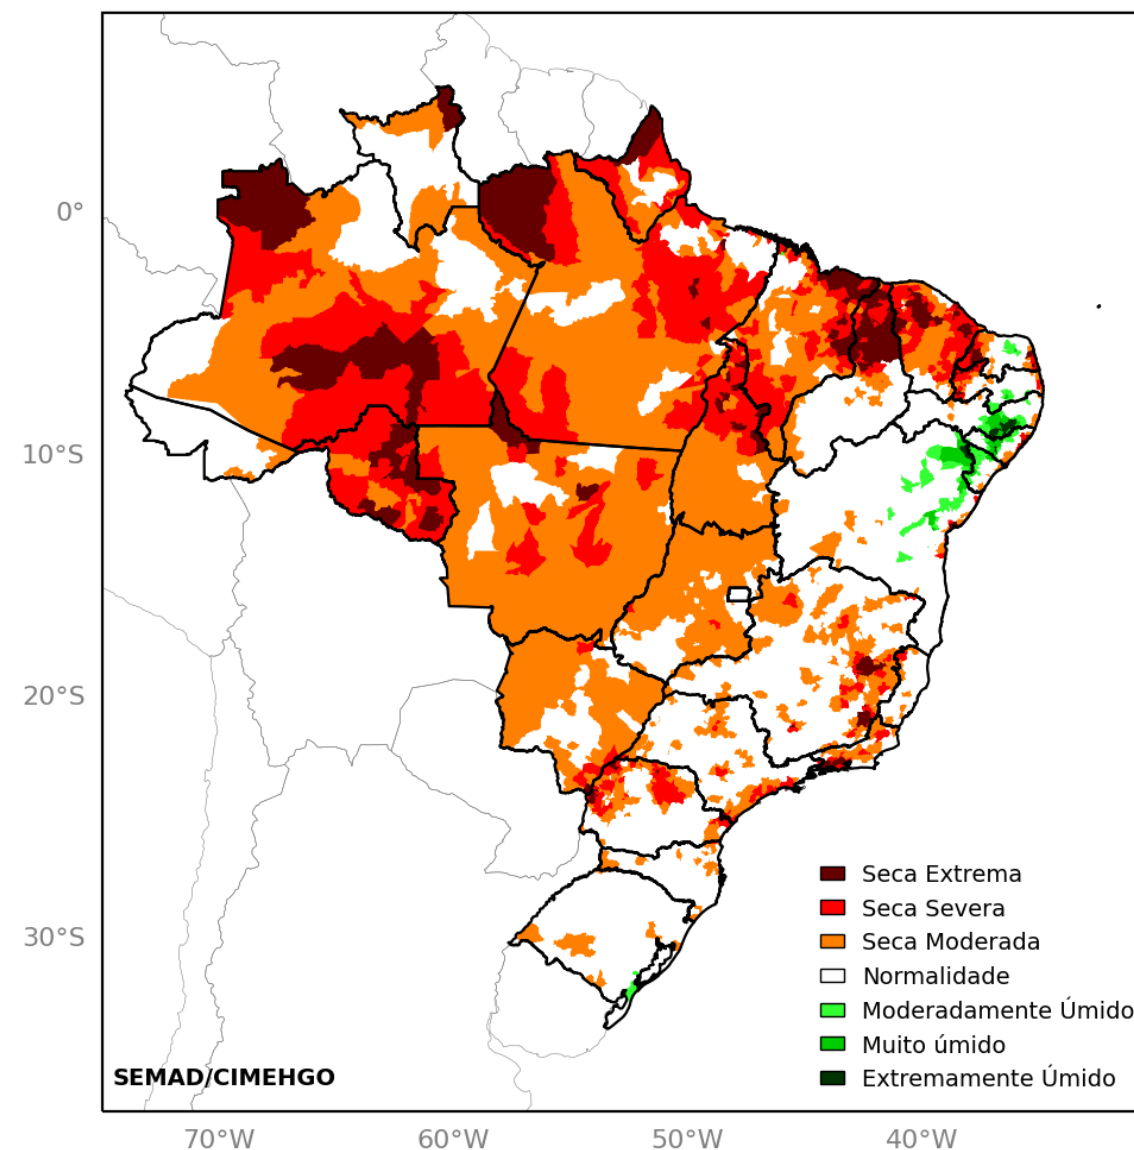 0°
10°S
20°S
30°S
Seca Extrema
Seca Severa
Seca Moderada
Normalidade
Moderadamente Úmido
Muito úmido
Extremamente Úmido
SEMAD/CIMEHGO
70°W 60°W 50°W 40°W